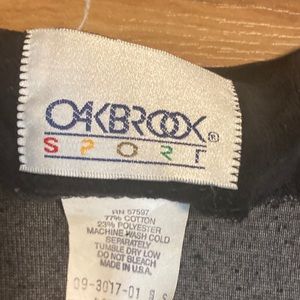 OAKBROOK®
SPORT
RN 57597
77% COTTON
23% POLYESTER
MACHINE WASH COLD
SEPARATELY
TUMBLE DRY LOW
DO NOT BLEACH
MADE IN U.S.A.
09-3017-01